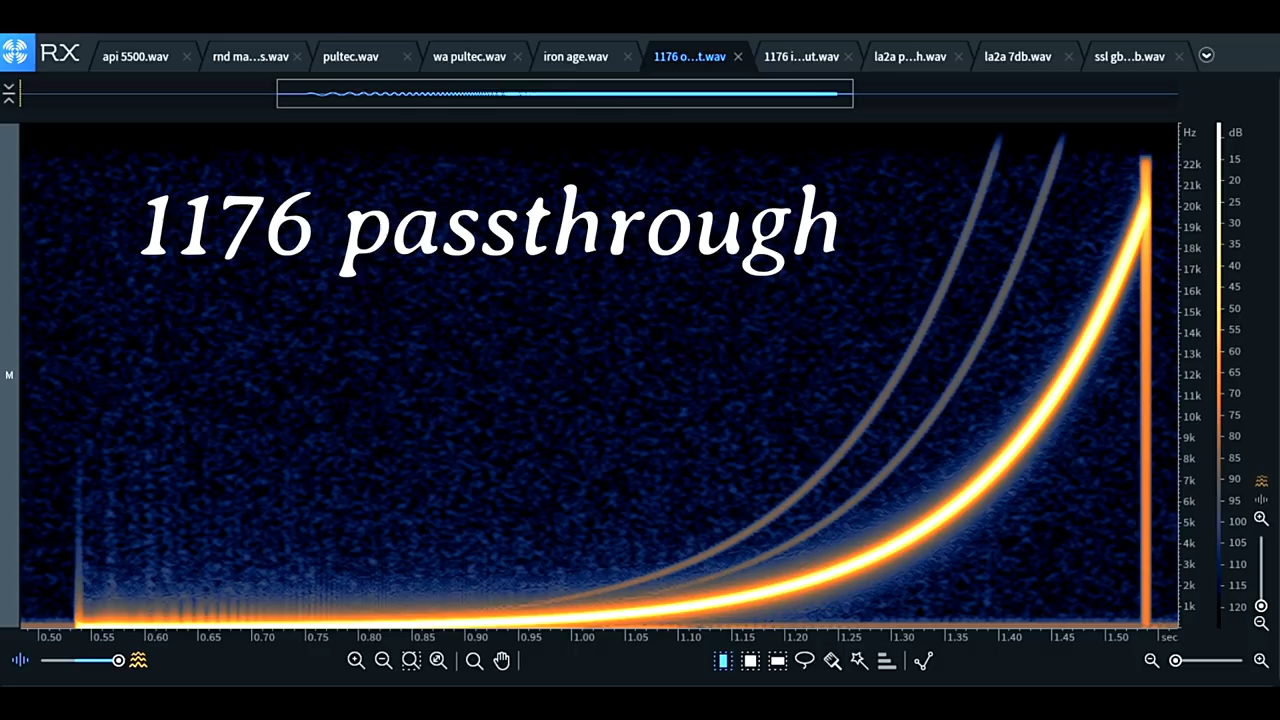 RX
api 5500.wav
rnd ma...s.wav
pultec.wav
wa pultec.wav
iron age.wav
1176 o...t.wav
1176 i...ut.wav
la2a p...h.wav
la2a 7db.wav
ssl gb...b.wav
1176 passthrough
M
Hz
22k
21k
20k
19k
18k
17k
16k
15k
14k
13k
12k
11k
10k
9k
8k
7k
6k
5k
4k
3k
2k
1k
dB
15
20
25
30
35
40
45
50
55
60
65
70
75
80
85
90
95
100
105
110
115
120
0.50 0.55 0.60 0.65 0.70 0.75 0.80 0.85 0.90 0.95 1.00 1.05 1.10 1.15 1.20 1.25 1.30 1.35 1.40 1.45 1.50 sec